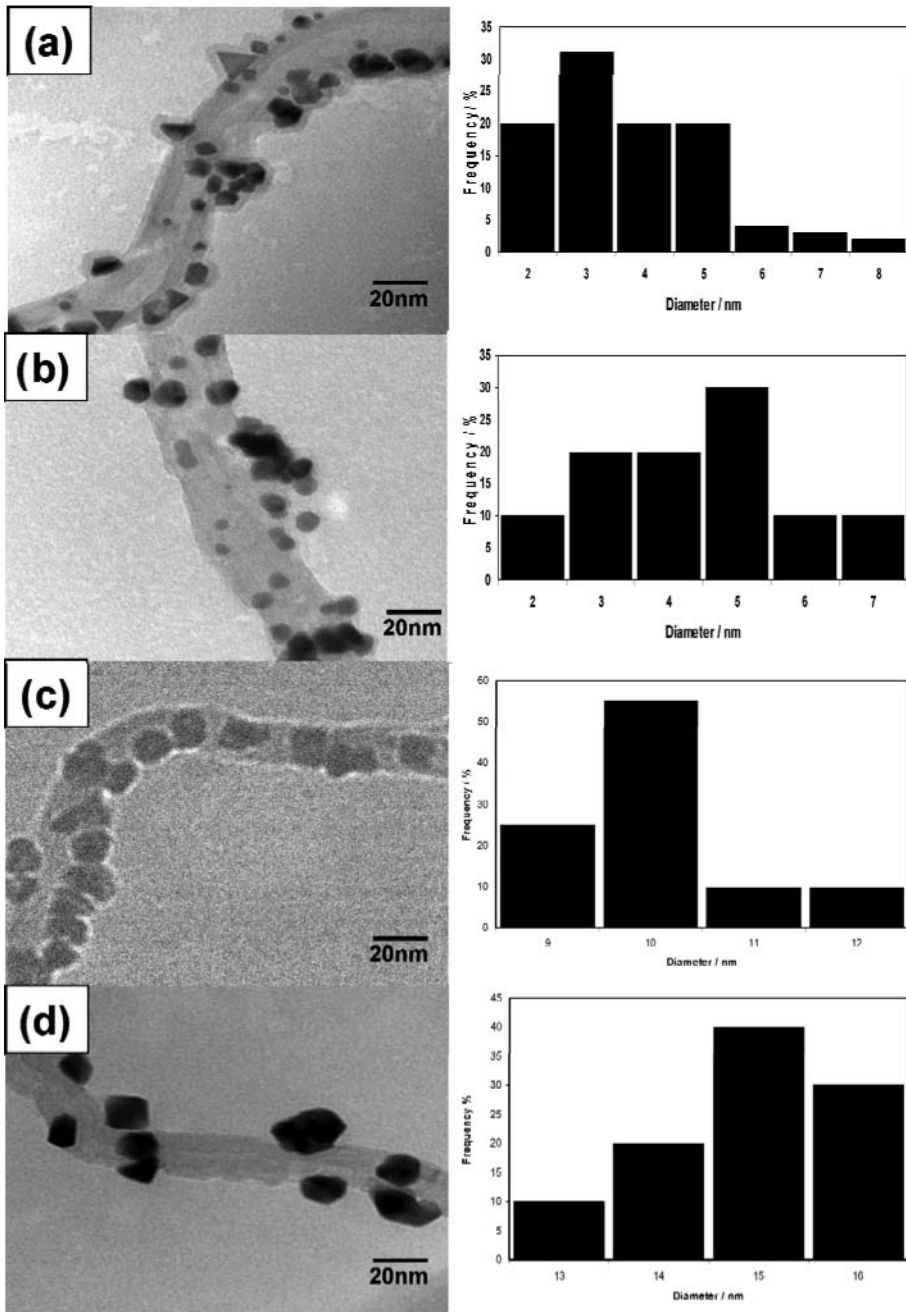 (a)
20nm
35
30
25
20
15
10
5
0
Frequency / %
2 3 4 5 6 7 8
Diameter / nm
(b)
20nm
35
30
25
20
15
10
5
0
Frequency / %
2 3 4 5 6 7
Diameter / nm
(c)
20nm
60
50
40
30
20
10
0
Frequency / %
9 10 11 12
Diameter / nm
(d)
20nm
45
40
35
30
25
20
15
10
5
0
Frequency %
13 14 15 16
Diameter / nm